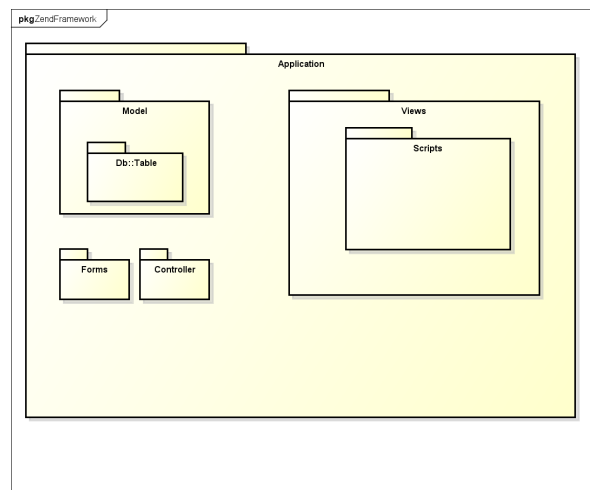 pkg ZendFramework
Application
Model
Views
Db::Table
Scripts
Forms
Controller